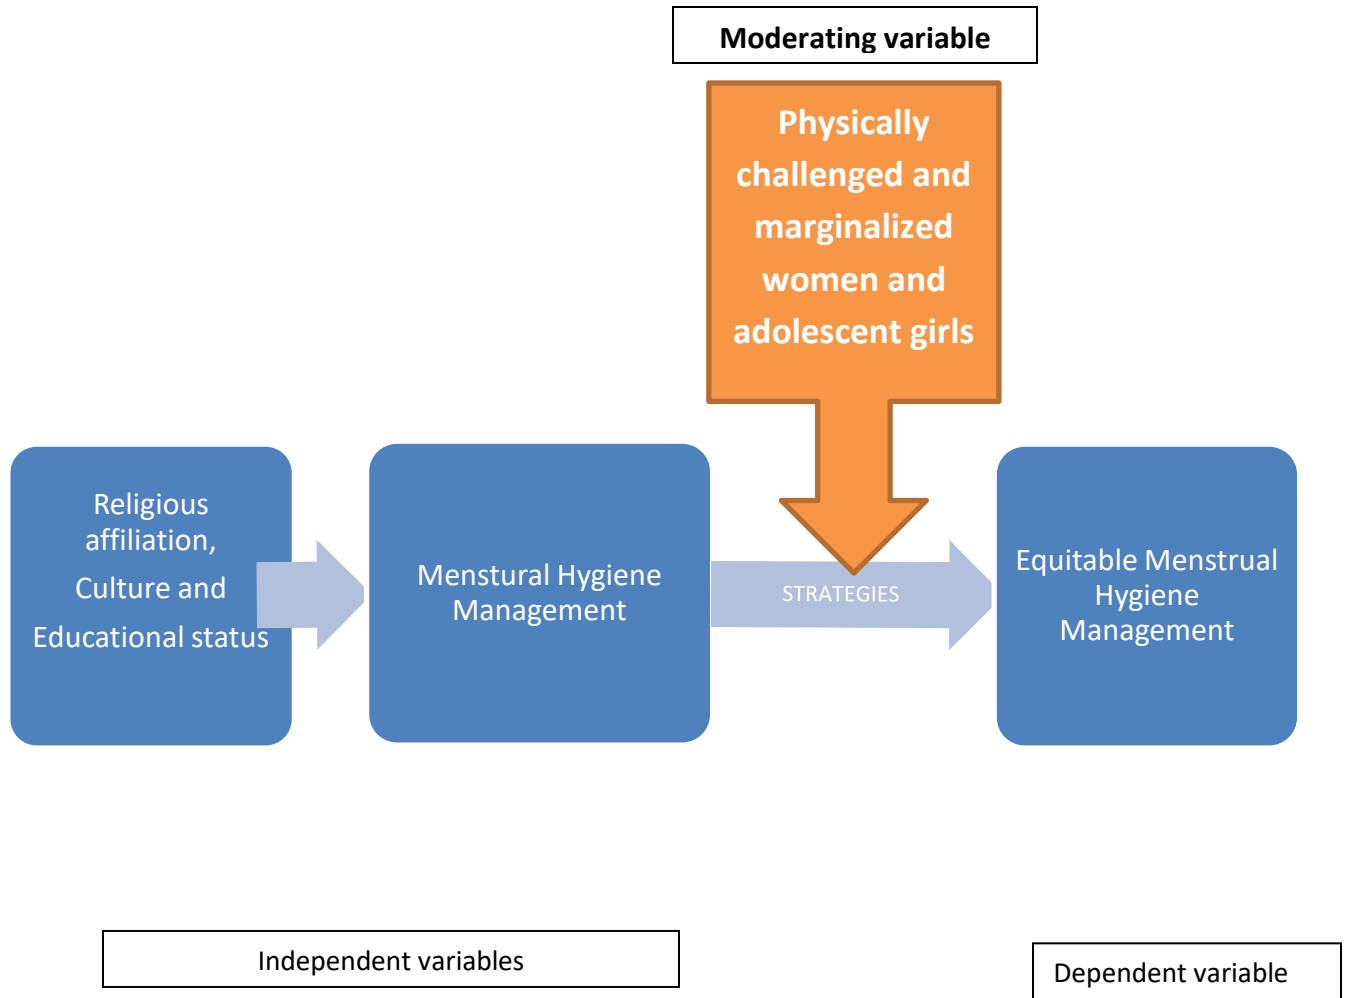 Moderating variable
Physically
challenged and
marginalized
women and
adolescent girls
Religious
affiliation,
Culture and
Educational status
Menstural Hygiene
Management
STRATEGIES
Equitable Menstrual
Hygiene
Management
Independent variables
Dependent variable